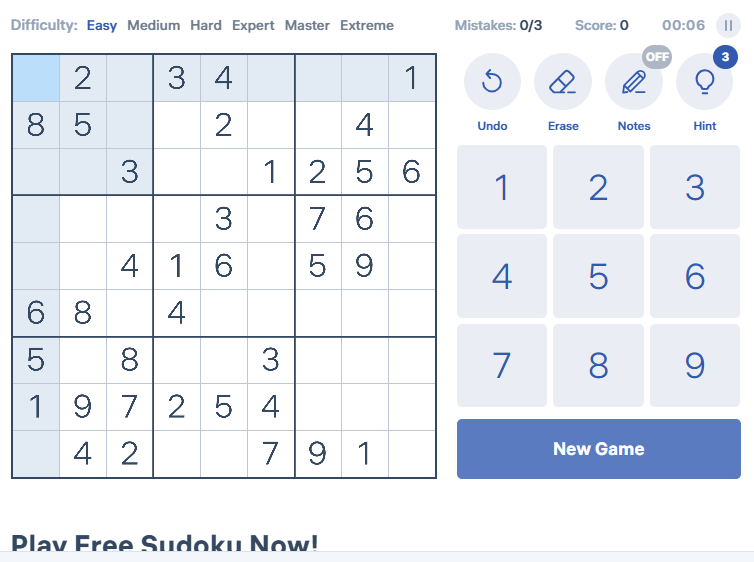 Difficulty: Easy Medium Hard Expert Master Extreme Mistakes: 0/3 Score: 0 00:06
2 3 4 1
8 5 2 4
3 1 2 5 6
3 7 6
4 1 6 5 9
6 8 4
5 8 3
1 9 7 2 5 4
4 2 7 9 1
OFF 3
Undo Erase Notes Hint
1 2 3
4 5 6
7 8 9
New Game
Play Free Sudoku Now!